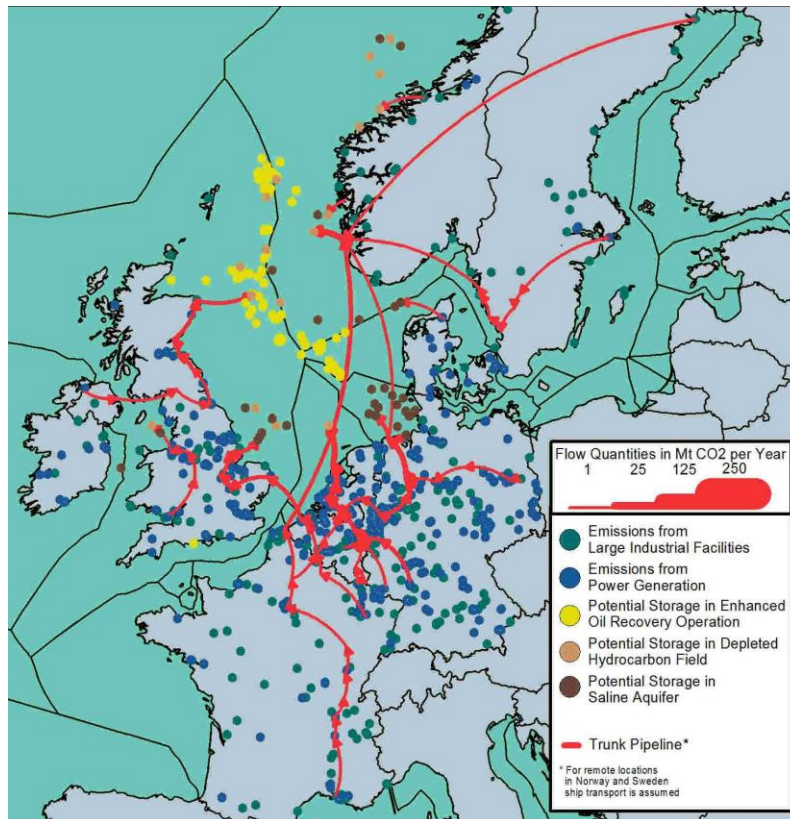 Flow Quantities in Mt CO2 per Year
1 25 125 250
Emissions from
Large Industrial Facilities
Emissions from
Power Generation
Potential Storage in Enhanced
Oil Recovery Operation
Potential Storage in Depleted
Hydrocarbon Field
Potential Storage in
Saline Aquifer
Trunk Pipeline*
* For remote locations
in Norway and Sweden
ship transport is assumed